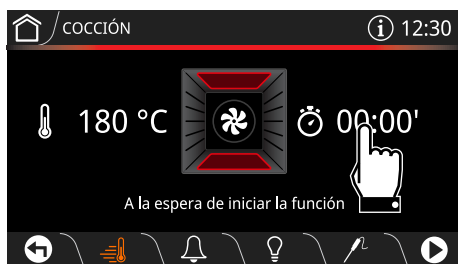 COCCIÓN
i 12:30
180 °C 00:00'
A la espera de iniciar la función